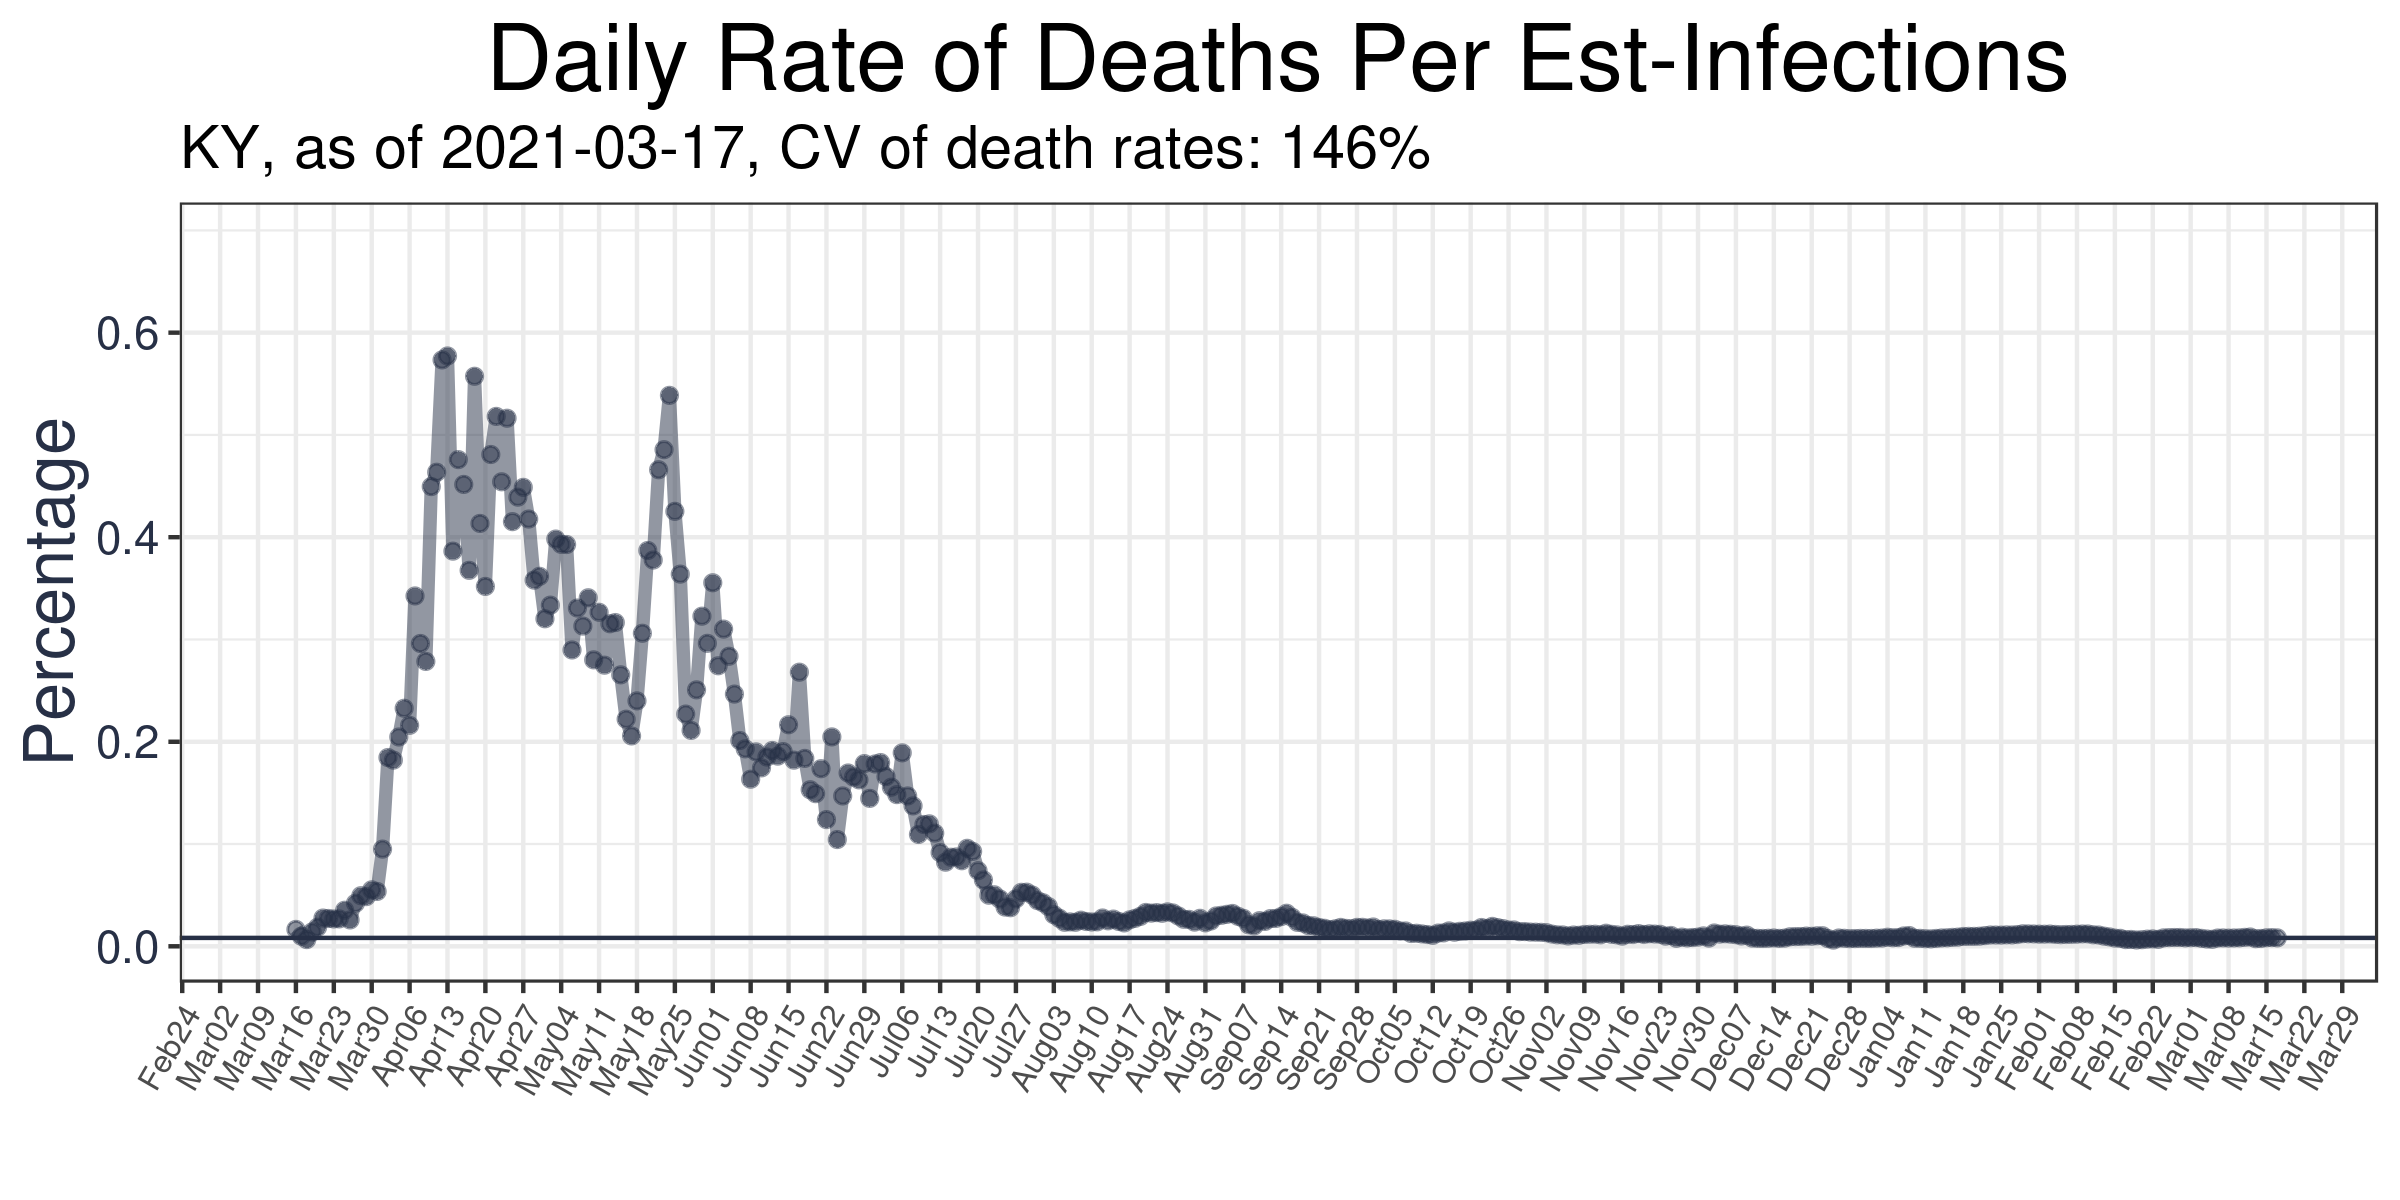 Daily Rate of Deaths Per Est-Infections
KY, as of 2021-03-17, CV of death rates: 146%
Percentage
0.6
0.4
0.2
0.0
Feb24
Mar02
Mar09
Mar16
Mar23
Mar30
Apr06
Apr13
Apr20
Apr27
May04
May11
May18
May25
Jun01
Jun08
Jun15
Jun22
Jun29
Jul06
Jul13
Jul20
Jul27
Aug03
Aug10
Aug17
Aug24
Aug31
Sep07
Sep14
Sep21
Sep28
Oct05
Oct12
Oct19
Oct26
Nov02
Nov09
Nov16
Nov23
Nov30
Dec07
Dec14
Dec21
Dec28
Jan04
Jan11
Jan18
Jan25
Feb01
Feb08
Feb15
Feb22
Mar01
Mar08
Mar15
Mar22
Mar29